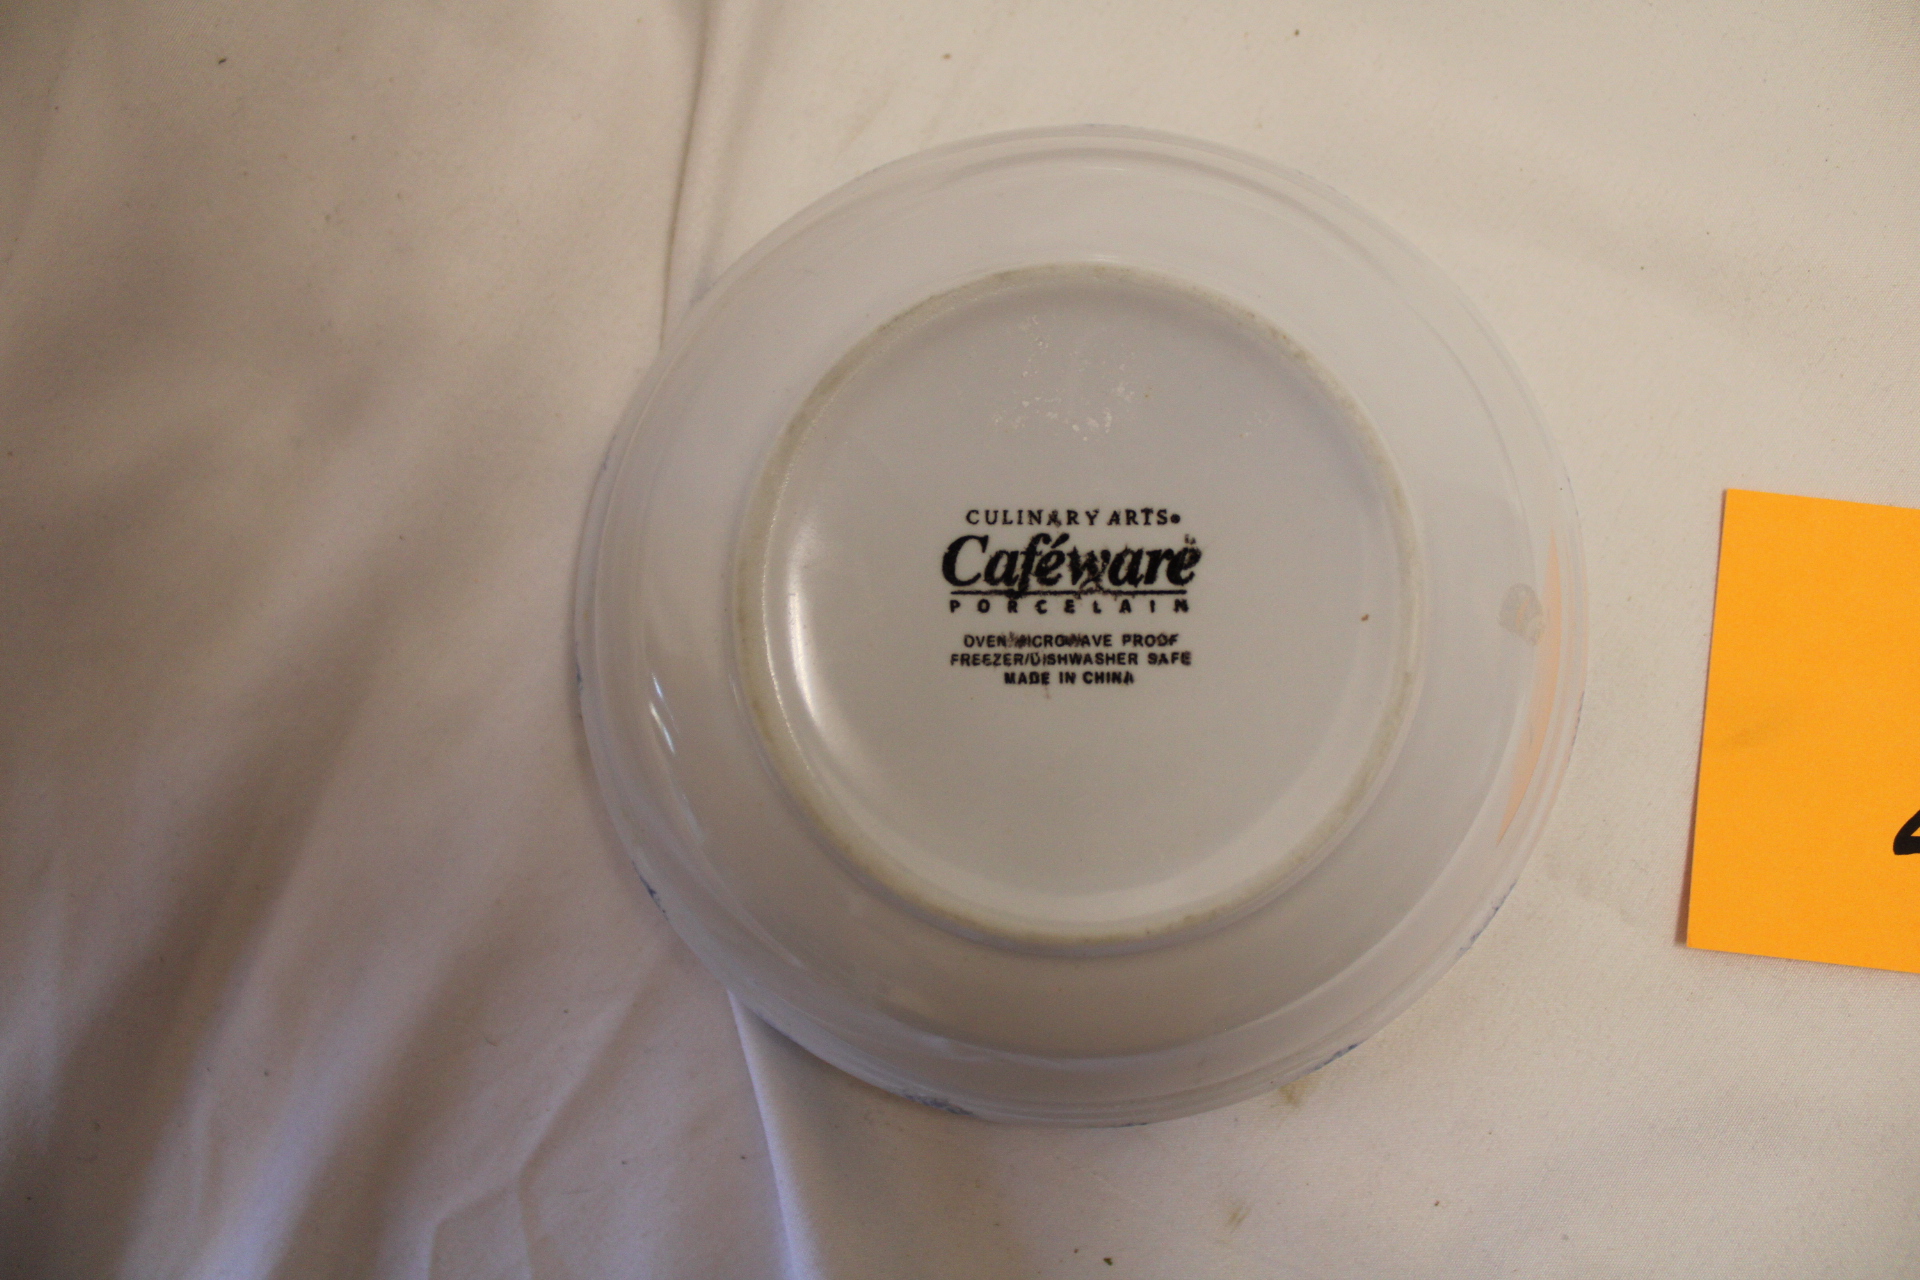 CULINARY ARTS®
Caféware
PORCELAIN
OVEN/MICROWAVE PROOF
FREEZER/DISHWASHER SAFE
MADE IN CHINA